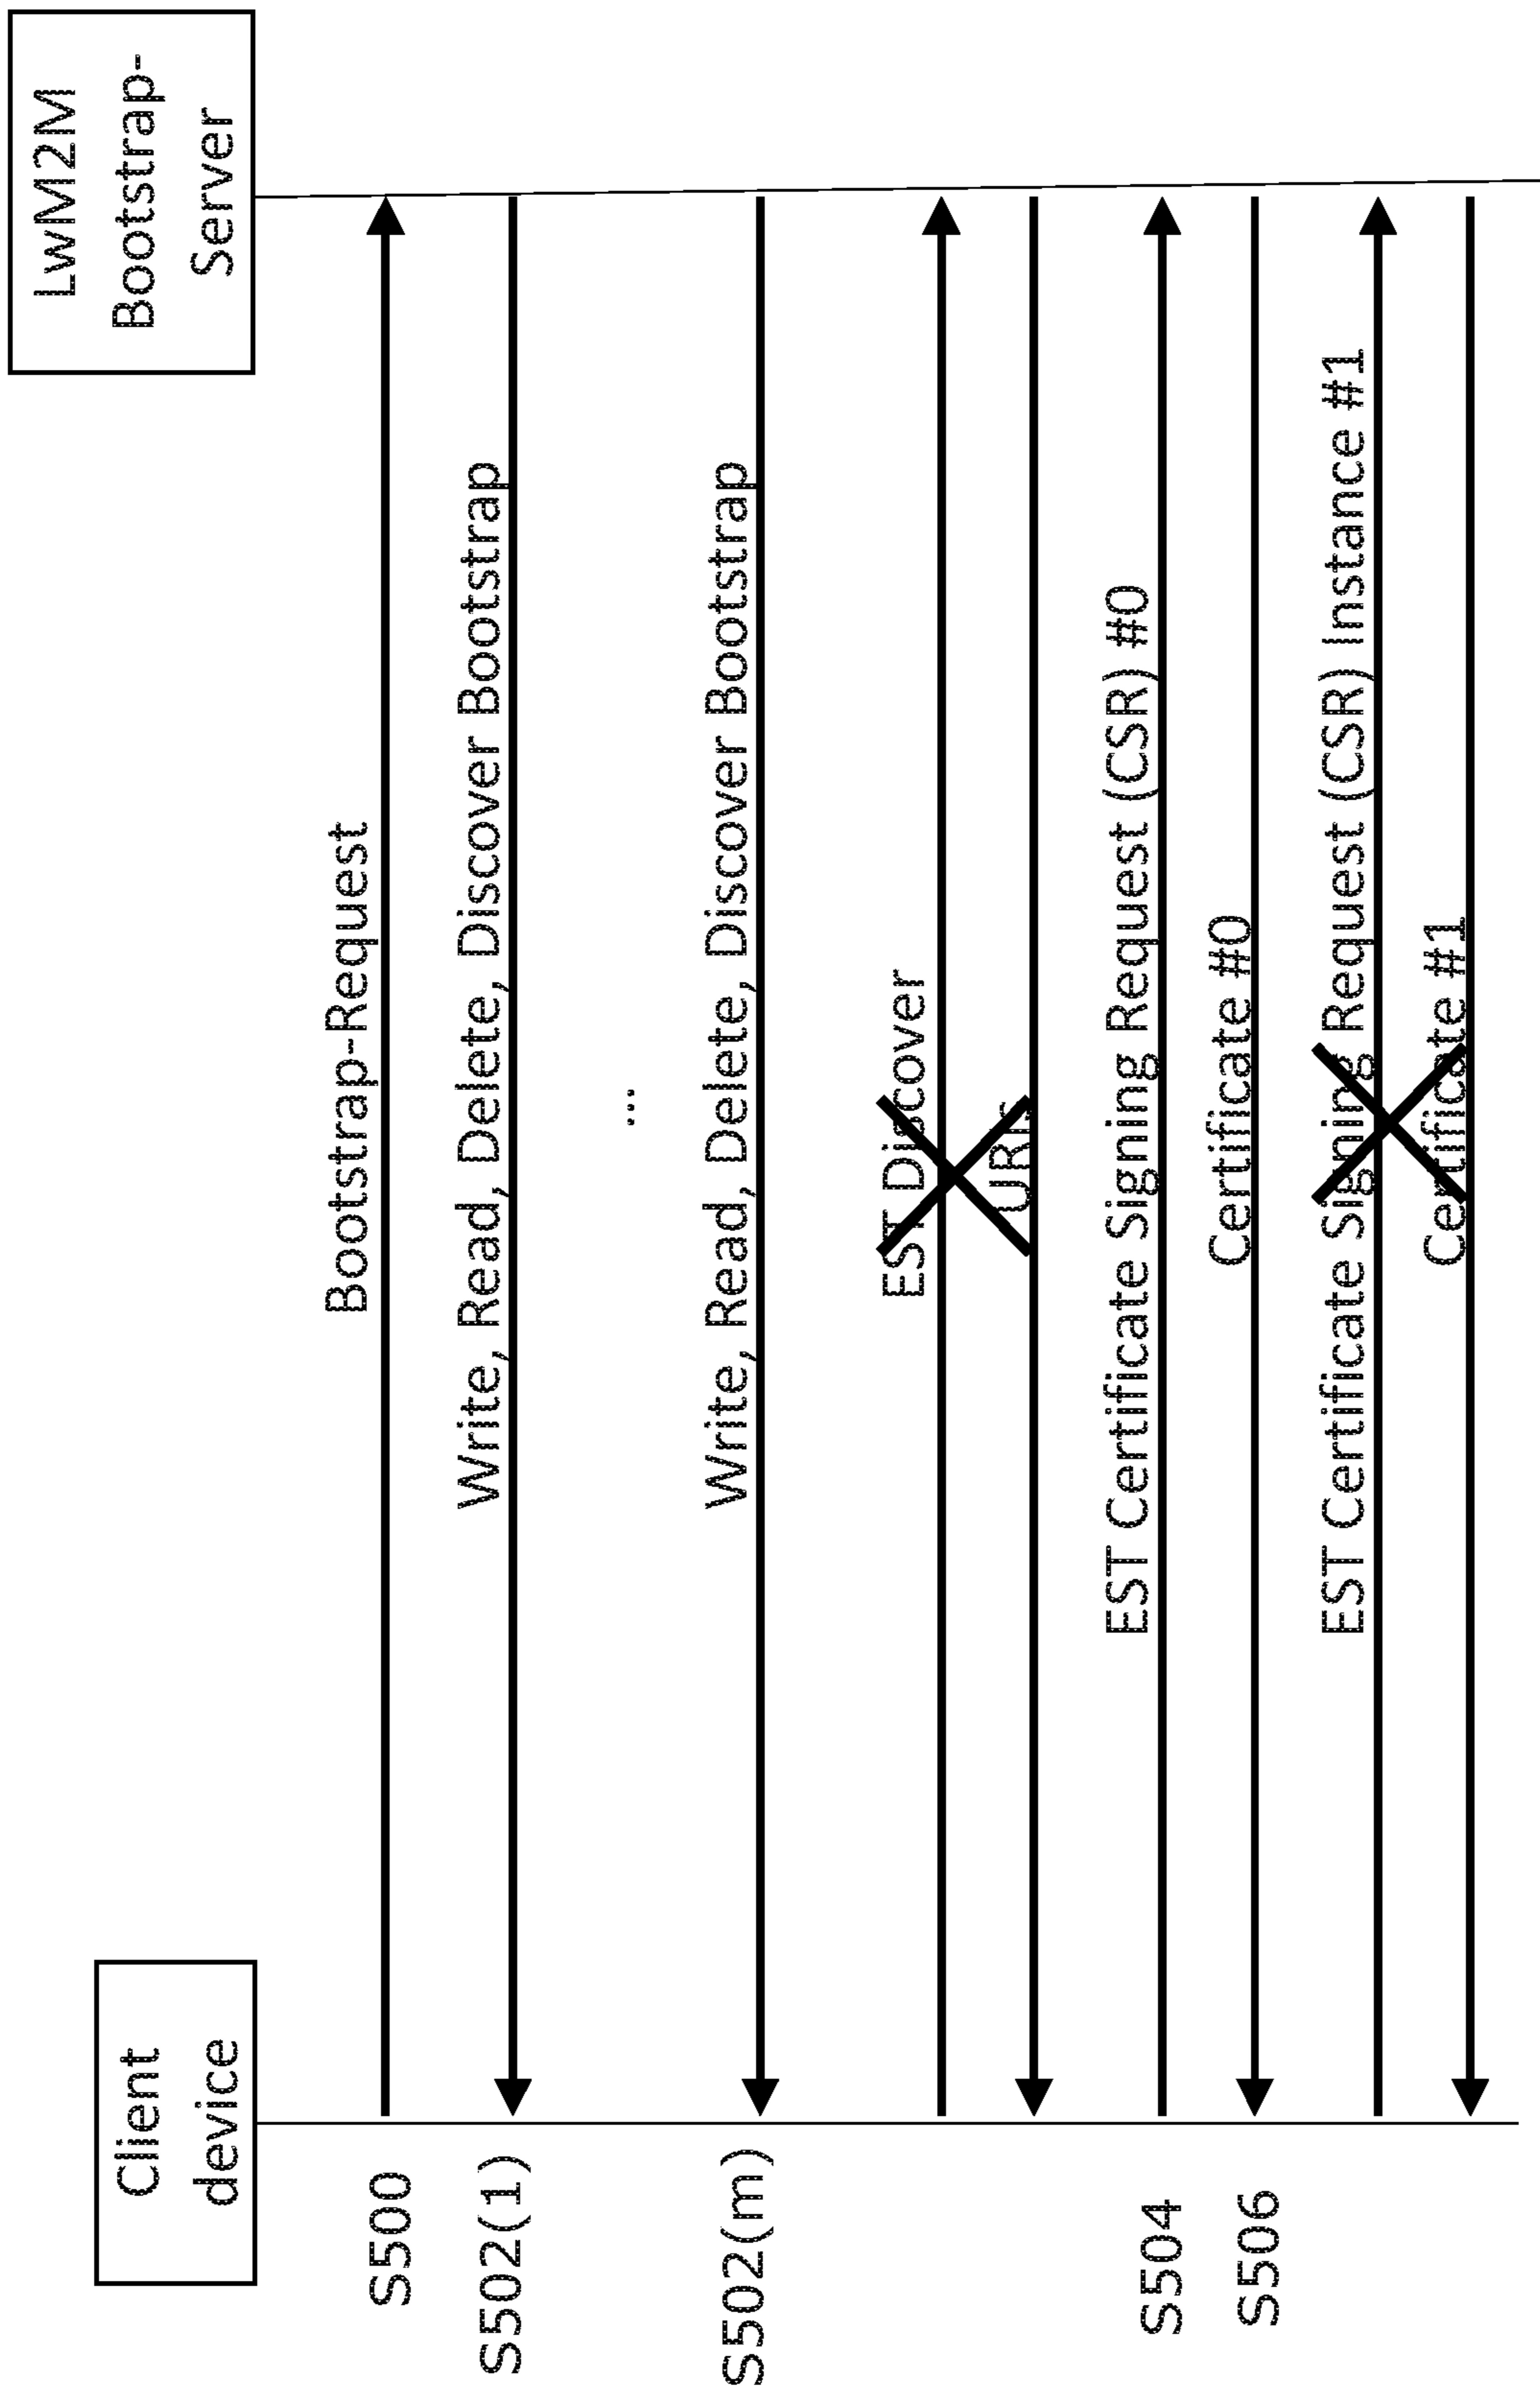 Client
device
LwM2M
Bootstrap-
Server
S500
Bootstrap-Request
S502(1)
Write, Read, Delete, Discover Bootstrap
...
S502(m)
Write, Read, Delete, Discover Bootstrap
EST Discover
URIs
S504
EST Certificate Signing Request (CSR) #0
S506
Certificate #0
EST Certificate Signing Request (CSR) Instance #1
Certificate #1